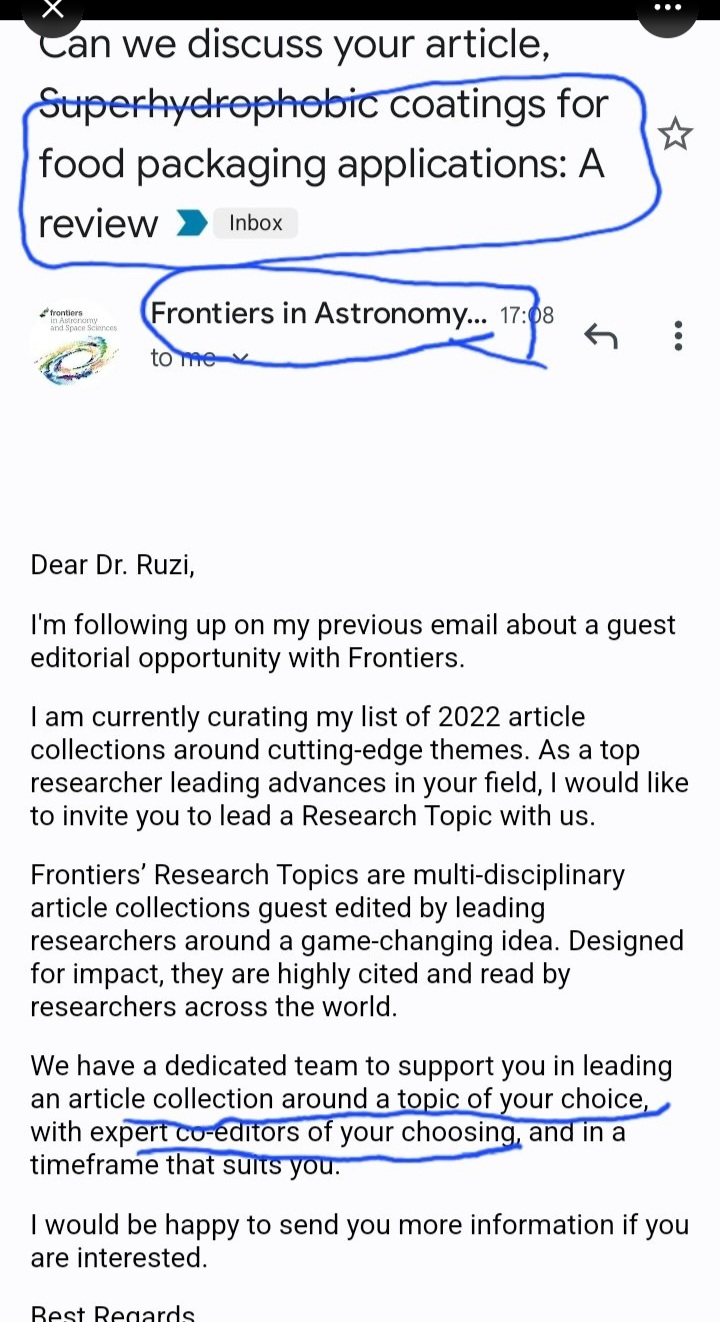 Can we discuss your article,
Superhydrophobic coatings for
food packaging applications: A
review Inbox
frontiers
in Astronomy
and Space Sciences
Frontiers in Astronomy... 17:08
to me
Dear Dr. Ruzi,
I'm following up on my previous email about a guest
editorial opportunity with Frontiers.
I am currently curating my list of 2022 article
collections around cutting-edge themes. As a top
researcher leading advances in your field, I would like
to invite you to lead a Research Topic with us.
Frontiers’ Research Topics are multi-disciplinary
article collections guest edited by leading
researchers around a game-changing idea. Designed
for impact, they are highly cited and read by
researchers across the world.
We have a dedicated team to support you in leading
an article collection around a topic of your choice,
with expert co-editors of your choosing, and in a
timeframe that suits you.
I would be happy to send you more information if you
are interested.
Best Regards